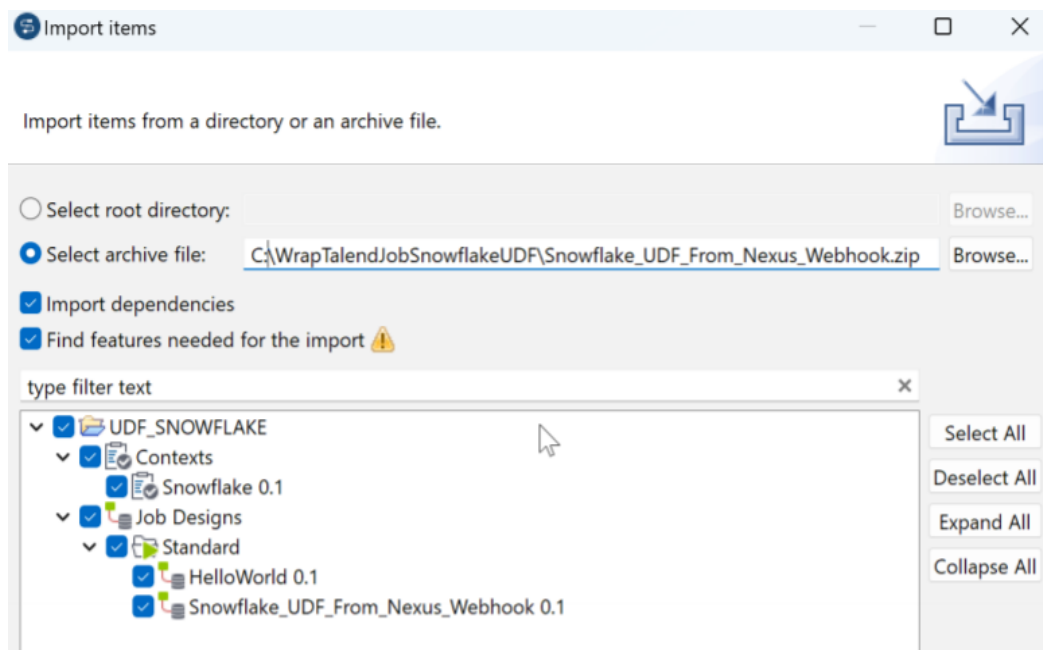 Import items
Import items from a directory or an archive file.
Select root directory:
Browse...
Select archive file:
C:\WrapTalendJobSnowflakeUDF\Snowflake_UDF_From_Nexus_Webhook.zip
Browse...
Import dependencies
Find features needed for the import
type filter text
UDF_SNOWFLAKE
Select All
Contexts
Snowflake 0.1
Deselect All
Job Designs
Expand All
Standard
Collapse All
HelloWorld 0.1
Snowflake_UDF_From_Nexus_Webhook 0.1